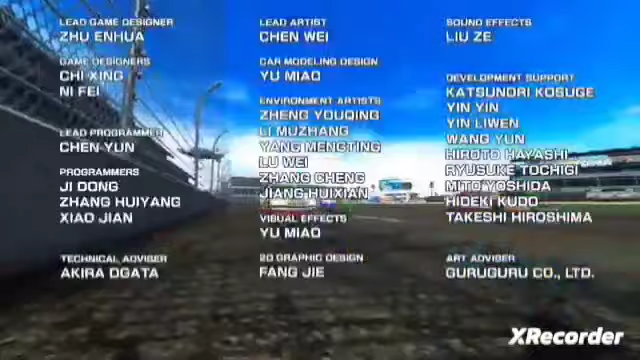 LEAD GAME DESIGNER
ZHU ENHUA
GAME DESIGNERS
CHI XING
NI FEI
LEAD PROGRAMMER
CHEN YUN
PROGRAMMERS
JI DONG
ZHANG HUIYANG
XIAO JIAN
TECHNICAL ADVISER
AKIRA OGATA
LEAD ARTIST
CHEN WEI
CAR MODELING DESIGN
YU MIAO
ENVIRONMENT ARTISTS
ZHENG YOUQING
LI MUZHANG
YANG MENGTING
LU WEI
ZHANG CHENG
JIANG HUIXIAN
VISUAL EFFECTS
YU MIAO
2D GRAPHIC DESIGN
FANG JIE
SOUND EFFECTS
LIU ZE
DEVELOPMENT SUPPORT
KATSUNORI KOSUGE
YIN YIN
YIN LIWEN
WANG YUN
HIROTO HAYASHI
RYUSUKE TOCHIGI
MITO YOSHIDA
HIDEKI KUDO
TAKESHI HIROSHIMA
ART ADVISER
GURUGURU CO., LTD.
XRecorder